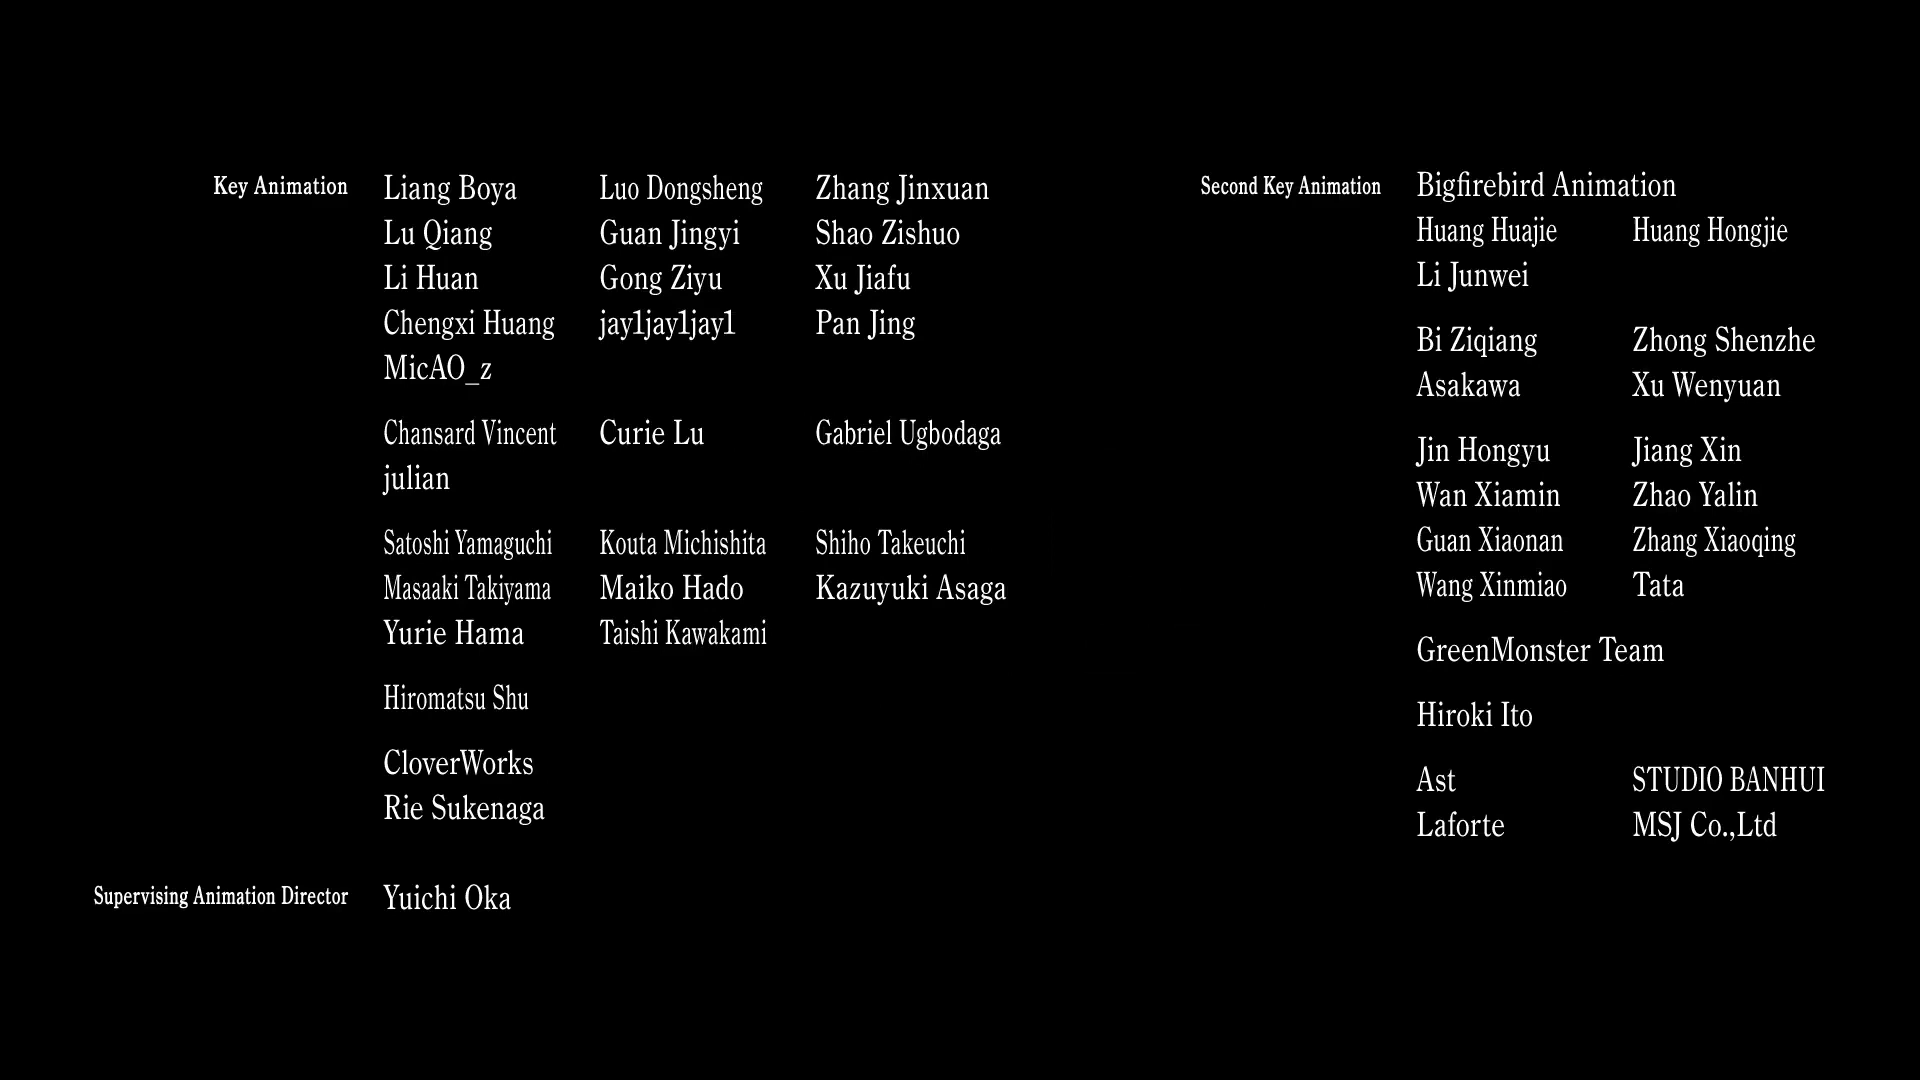 Key Animation Liang Boya Luo Dongsheng Zhang Jinxuan
Lu Qiang Guan Jingyi Shao Zishuo
Li Huan Gong Ziyu Xu Jiafu
Chengxi Huang jay1jay1jay1 Pan Jing
MicAO_z
Chansard Vincent Curie Lu Gabriel Ugbodaga
julian
Satoshi Yamaguchi Kouta Michishita Shiho Takeuchi
Masaaki Takiyama Maiko Hado Kazuyuki Asaga
Yurie Hama Taishi Kawakami
Hiromatsu Shu
CloverWorks
Rie Sukenaga
Supervising Animation Director Yuichi Oka
Second Key Animation Bigfirebird Animation
Huang Huajie Huang Hongjie
Li Junwei
Bi Ziqiang Zhong Shenzhe
Asakawa Xu Wenyuan
Jin Hongyu Jiang Xin
Wan Xiamin Zhao Yalin
Guan Xiaonan Zhang Xiaoqing
Wang Xinmiao Tata
GreenMonster Team
Hiroki Ito
Ast STUDIO BANHUI
Laforte MSJ Co.,Ltd